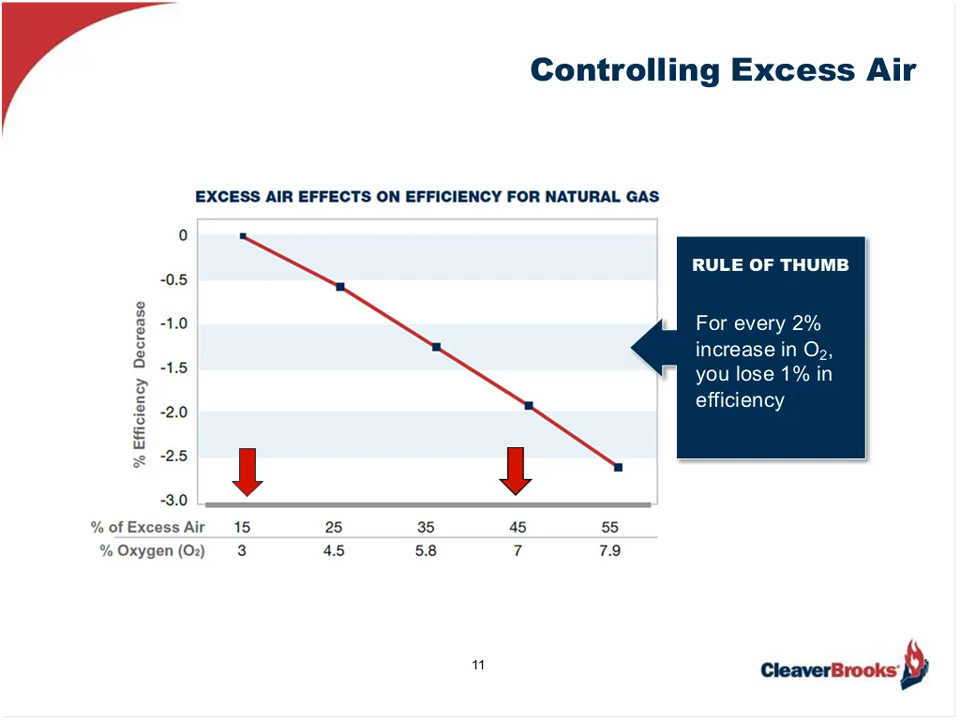 Controlling Excess Air
EXCESS AIR EFFECTS ON EFFICIENCY FOR NATURAL GAS
% Efficiency Decrease
0
-0.5
-1.0
-1.5
-2.0
-2.5
-3.0
% of Excess Air 15 25 35 45 55
% Oxygen (O₂) 3 4.5 5.8 7 7.9
RULE OF THUMB
For every 2%
increase in O₂,
you lose 1% in
efficiency
11
CleaverBrooks